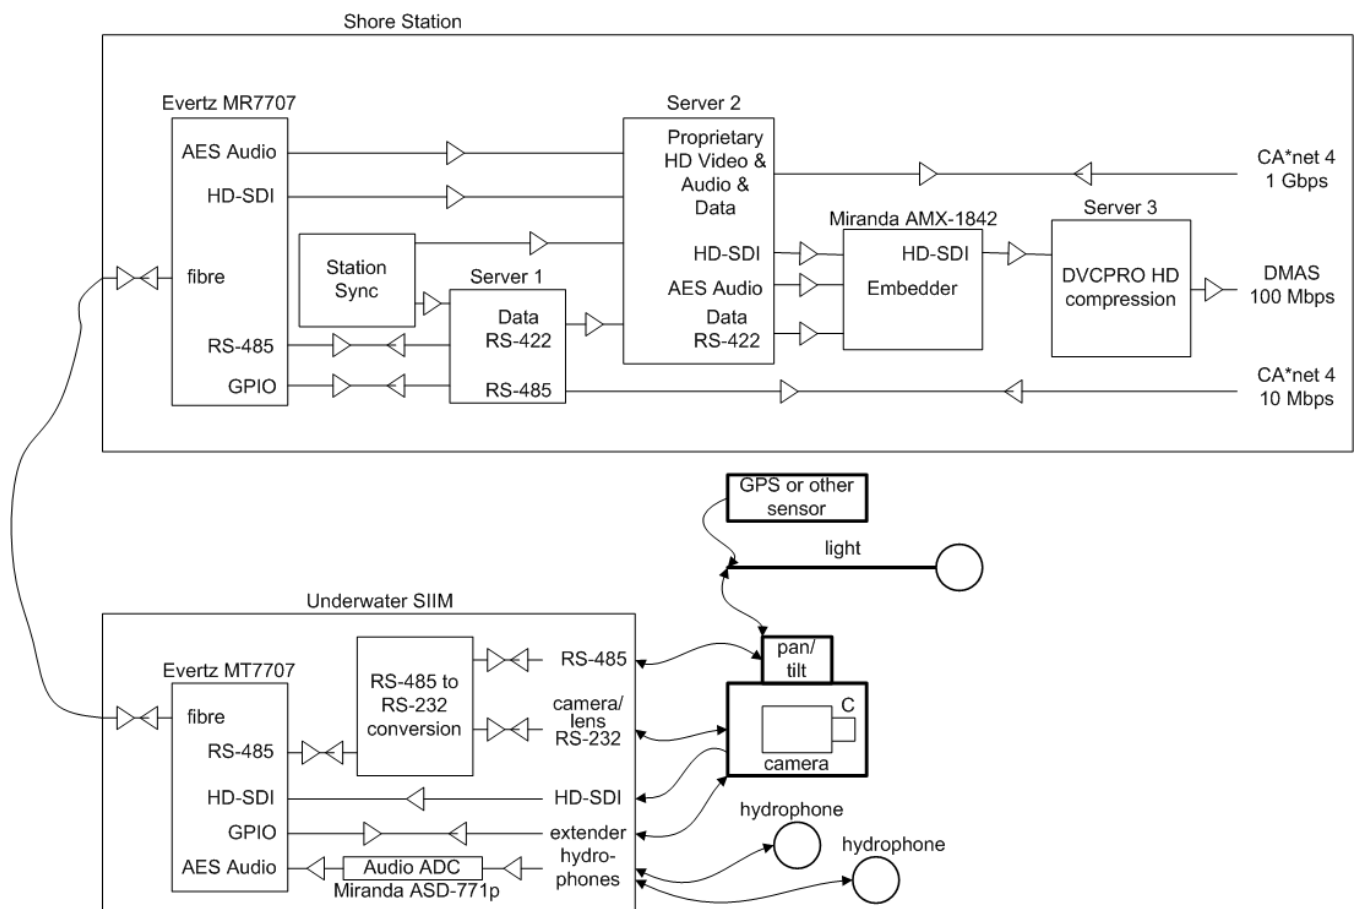 Shore Station
Evertz MR7707
AES Audio
HD-SDI
fibre
RS-485
GPIO
Station
Sync
Server 1
Data
RS-422
RS-485
Server 2
Proprietary
HD Video &
Audio &
Data
HD-SDI
AES Audio
Data
RS-422
Miranda AMX-1842
HD-SDI
Embedder
Server 3
DVCPRO HD
compression
CA*net 4
1 Gbps
DMAS
100 Mbps
CA*net 4
10 Mbps
GPS or other
sensor
light
Underwater SIIM
Evertz MT7707
fibre
RS-485
HD-SDI
GPIO
AES Audio
RS-485 to
RS-232
conversion
Audio ADC
Miranda ASD-771p
RS-485
camera/
lens
RS-232
HD-SDI
extender
hydro-
phones
pan/
tilt
C
camera
hydrophone
hydrophone